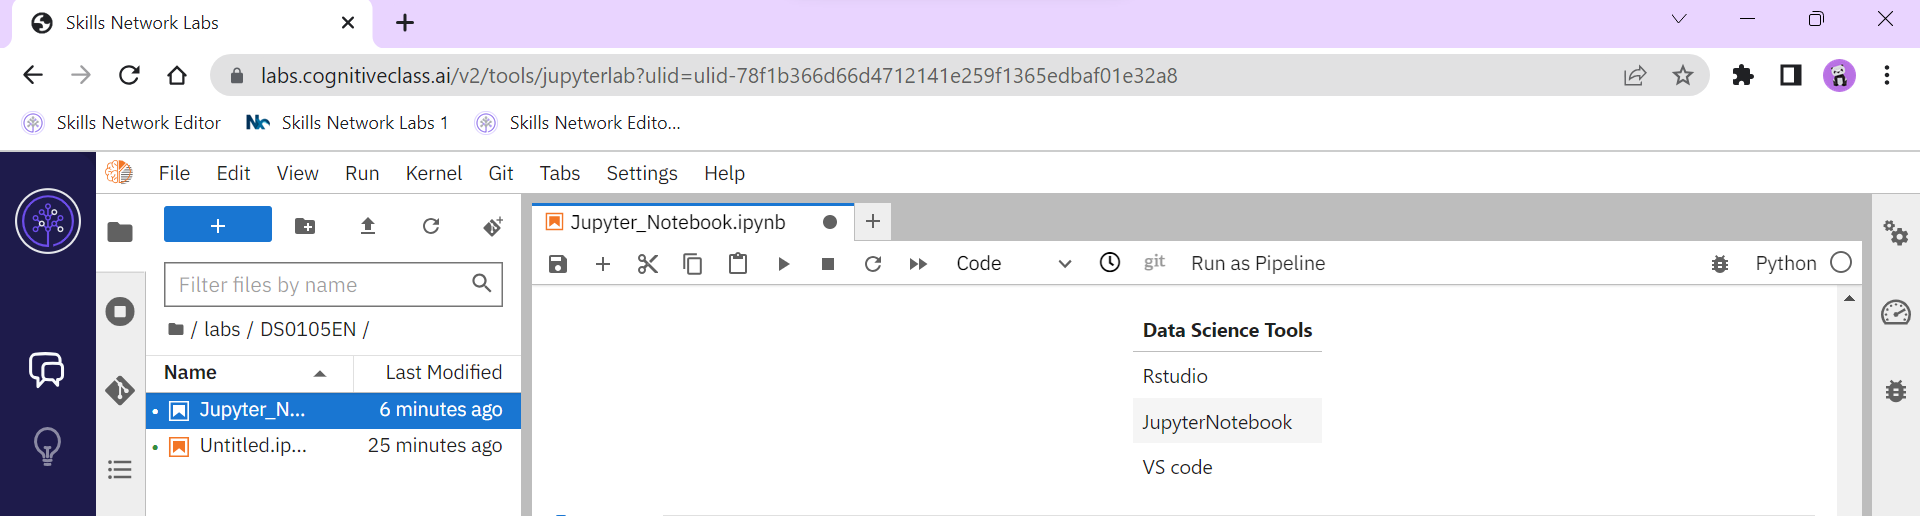 Skills Network Labs
labs.cognitiveclass.ai/v2/tools/jupyterlab?ulid=ulid-78f1b366d66d4712141e259f1365edbaf01e32a8
Skills Network Editor Skills Network Labs 1 Skills Network Edito...
File Edit View Run Kernel Git Tabs Settings Help
Jupyter_Notebook.ipynb
Code git Run as Pipeline Python
Filter files by name
/ labs / DS0105EN /
Name Last Modified
Jupyter_N... 6 minutes ago
Untitled.ip... 25 minutes ago
Data Science Tools
Rstudio
JupyterNotebook
VS code